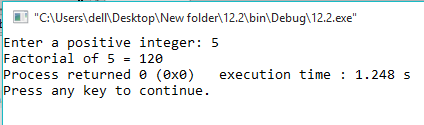 "C:\Users\dell\Desktop\New folder\12.2\bin\Debug\12.2.exe"
Enter a positive integer: 5
Factorial of 5 = 120
Process returned 0 (0x0)   execution time : 1.248 s
Press any key to continue.